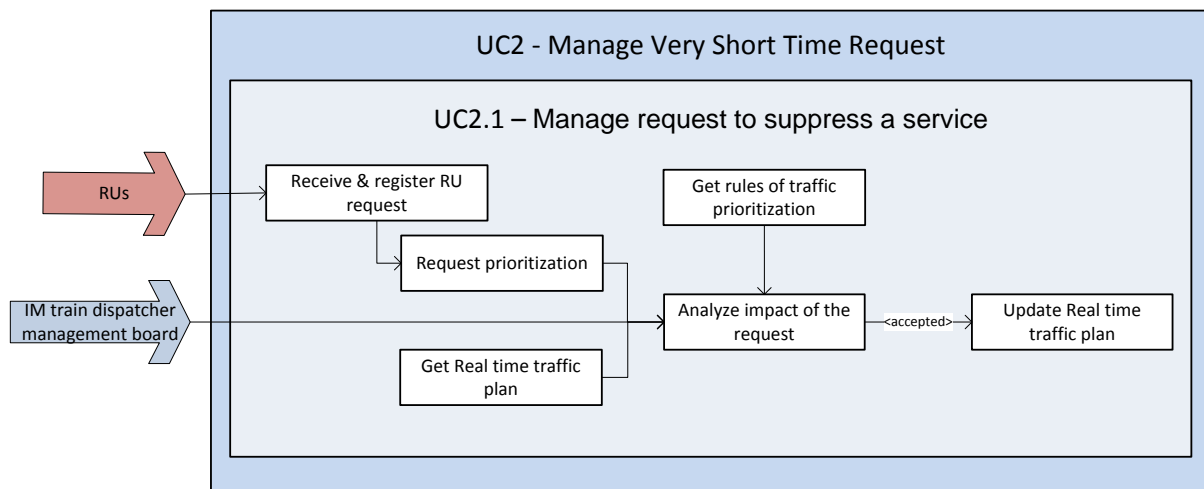 UC2 - Manage Very Short Time Request
UC2.1 – Manage request to suppress a service
RUs
Receive & register RU
request
Get rules of traffic
prioritization
Request prioritization
IM train dispatcher
management board
Analyze impact of the
request
<accepted>
Update Real time
traffic plan
Get Real time traffic
plan